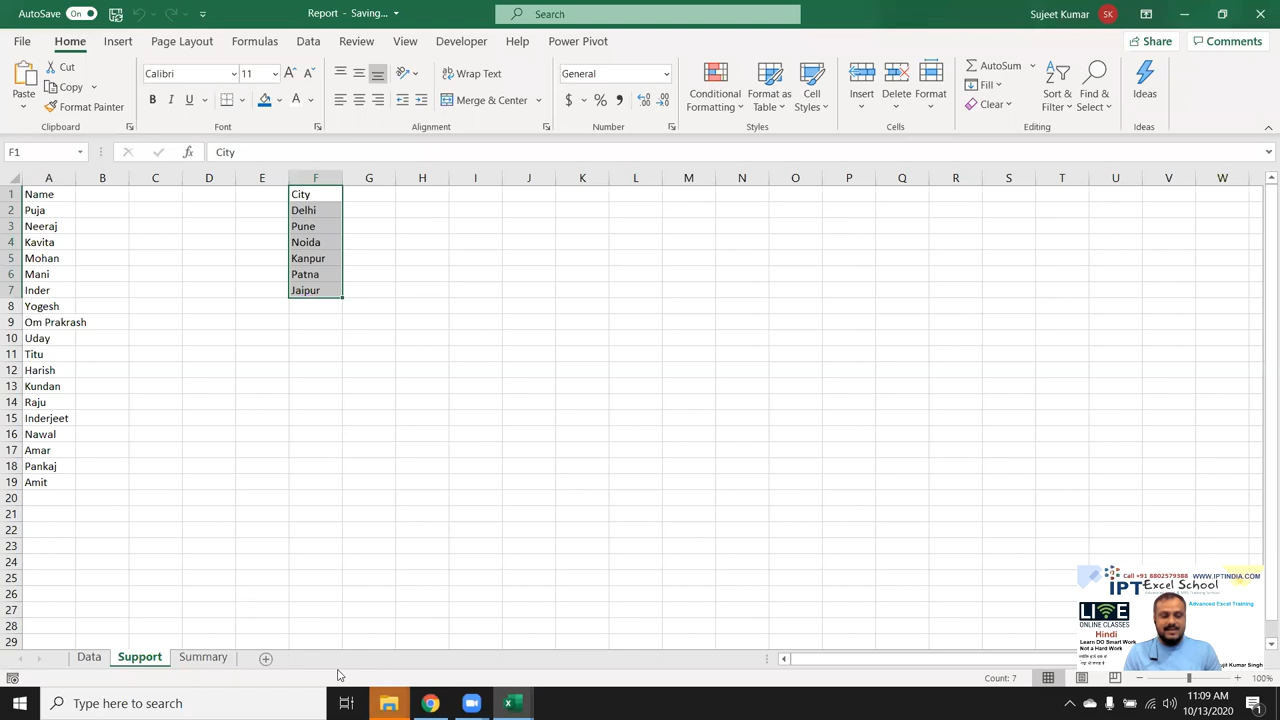 AutoSave On Report - Saving... Search Sujeet Kumar SK
File Home Insert Page Layout Formulas Data Review View Developer Help Power Pivot Share Comments
Paste Cut Copy Format Painter Clipboard
Calibri 11 B I U A Font
Wrap Text Merge & Center Alignment
General $ % Number
Conditional Formatting Format as Table Cell Styles Styles
Insert Delete Format Cells
AutoSum Fill Clear Sort & Filter Find & Select Editing
Ideas Ideas
F1 fx City
A B C D E F G H I J K L M N O P Q R S T U V W
1 Name City
2 Puja Delhi
3 Neeraj Pune
4 Kavita Noida
5 Mohan Kanpur
6 Mani Patna
7 Inder Jaipur
8 Yogesh
9 Om Prakrash
10 Uday
11 Titu
12 Harish
13 Kundan
14 Raju
15 Inderjeet
16 Nawal
17 Amar
18 Pankaj
19 Amit
20
21
22
23
24
25
26
27
28
29
Call +91 8802579388 WWW.IPTINDIA.COM
IPT Excel School
LIVE
ONLINE CLASSES
Hindi
Advanced Excel Training
Learn DO Smart Work
Not a Hard Work
Kumar Singh
Data Support Summary
Count: 7 100%
Type here to search
11:09 AM
10/13/2020